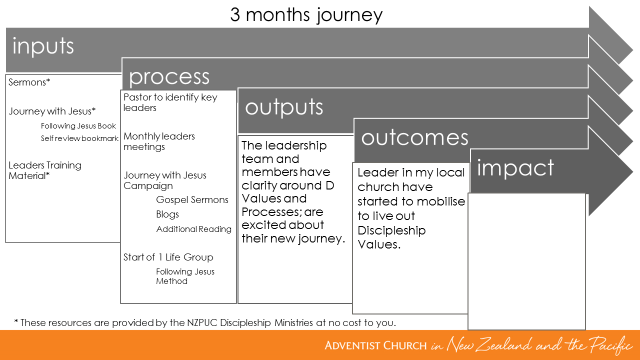 3 months journey
inputs
Sermons*
Journey with Jesus*
Following Jesus Book
Self review bookmark
Leaders Training
Material*
process
Pastor to identify key
leaders
Monthly leaders
meetings
Journey with Jesus
Campaign
Gospel Sermons
Blogs
Additional Reading
Start of 1 Life Group
Following Jesus
Method
outputs
The leadership
team and
members have
clarity around D
Values and
Processes; are
excited about
their new journey.
outcomes
Leader in my local
church have
started to mobilise
to live out
Discipleship
Values.
impact
* These resources are provided by the NZPUC Discipleship Ministries at no cost to you.
ADVENTIST CHURCH in New Zealand and the Pacific